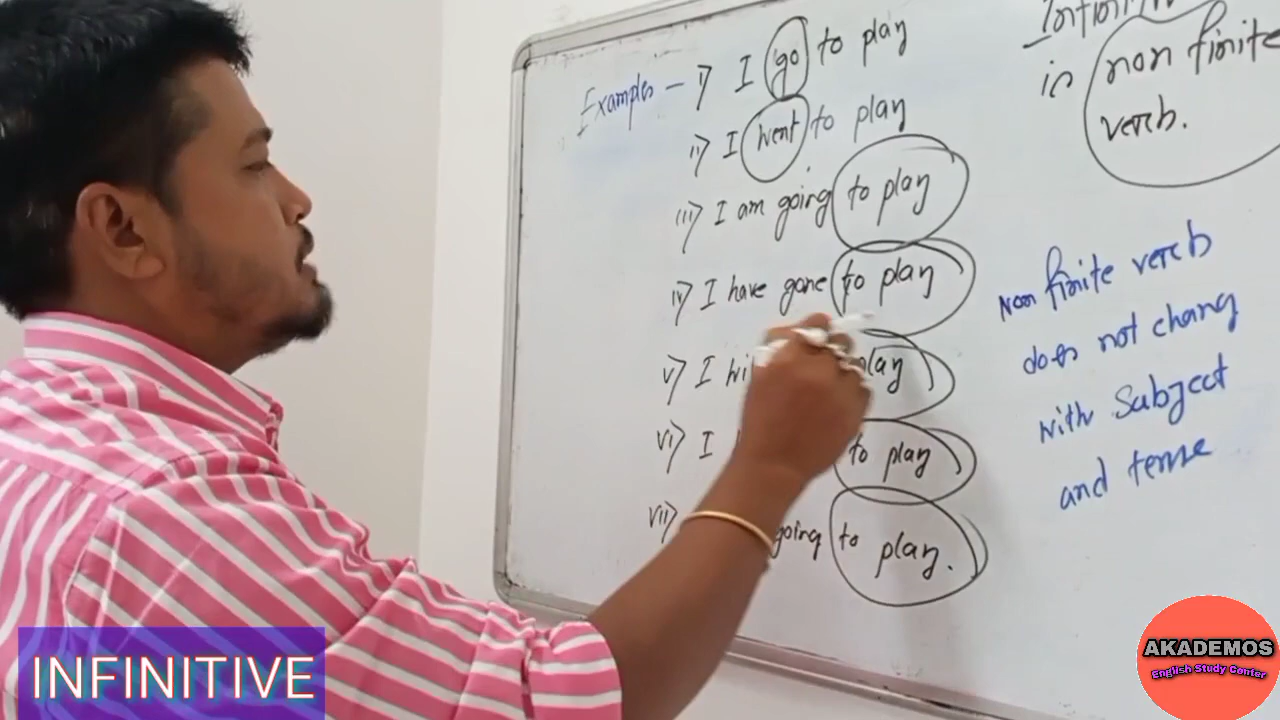 Examples - i) I go to play
ii) I went to play
iii) I am going to play
iv) I have gone to play
v) I play
vi) I to play
vii) going to play.
in non finite
verb.
Non finite verb
does not chang
with Subject
and tense
INFINITIVE
AKADEMOS
English Study Center